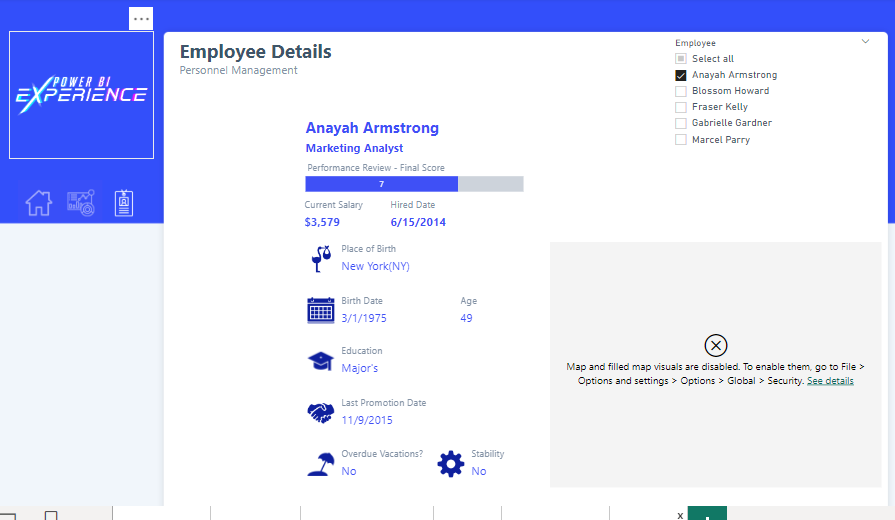 ...
POWER BI
EXPERIENCE
Employee Details
Personnel Management
Employee
Select all
Anayah Armstrong
Blossom Howard
Fraser Kelly
Gabrielle Gardner
Marcel Parry
Anayah Armstrong
Marketing Analyst
Performance Review - Final Score
7
Current Salary Hired Date
$3,579 6/15/2014
Place of Birth
New York(NY)
Birth Date Age
3/1/1975 49
Education
Major's
Last Promotion Date
11/9/2015
Overdue Vacations? Stability
No No
Map and filled map visuals are disabled. To enable them, go to File >
Options and settings > Options > Global > Security. See details
x